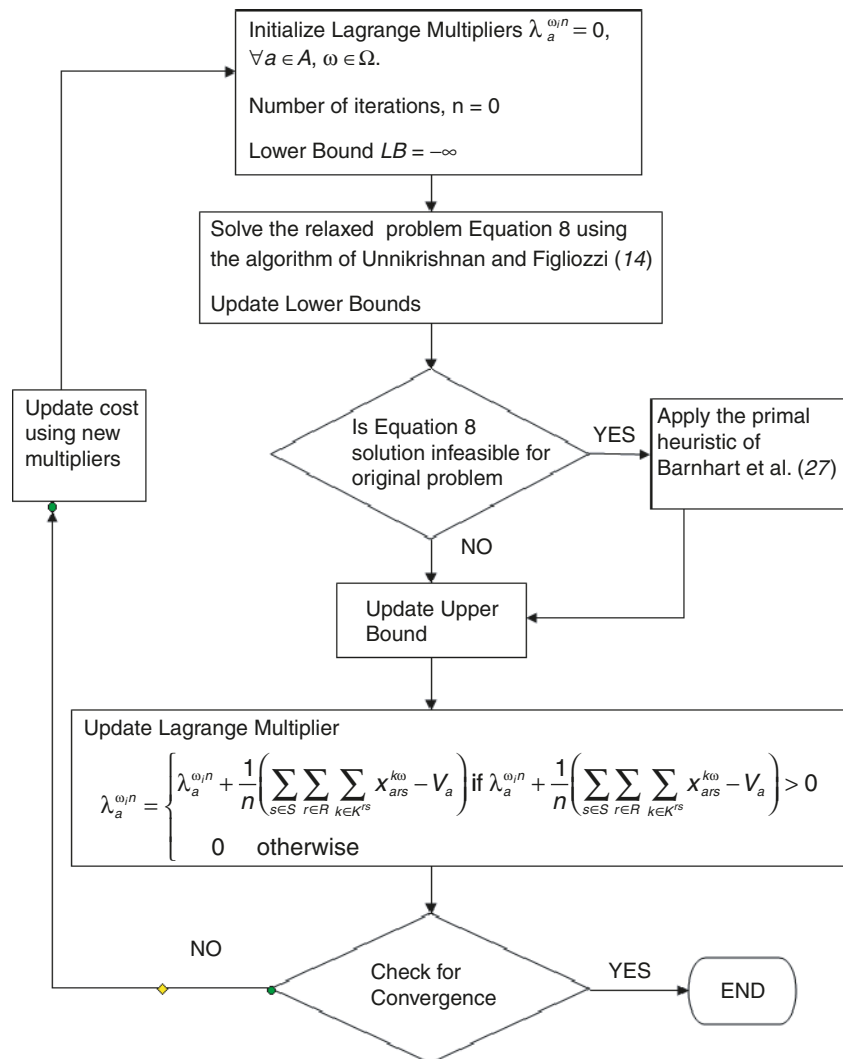 Initialize Lagrange Multipliers λ_a^{ω_i n} = 0,
∀a ∈ A, ω ∈ Ω.
Number of iterations, n = 0
Lower Bound LB = −∞
Solve the relaxed problem Equation 8 using
the algorithm of Unnikrishnan and Figliozzi (14)
Update Lower Bounds
Is Equation 8
solution infeasible for
original problem
YES
Apply the primal
heuristic of
Barnhart et al. (27)
NO
Update Upper
Bound
Update Lagrange Multiplier
λ_a^{ω_i n} = { λ_a^{ω_i n} + 1/n ( ∑_{s∈S} ∑_{r∈R} ∑_{k∈K^{rs}} x_{ars}^{kω} − V_a ) if λ_a^{ω_i n} + 1/n ( ∑_{s∈S} ∑_{r∈R} ∑_{k∈K^{rs}} x_{ars}^{kω} − V_a ) > 0
0 otherwise
Check for
Convergence
YES
END
NO
Update cost
using new
multipliers